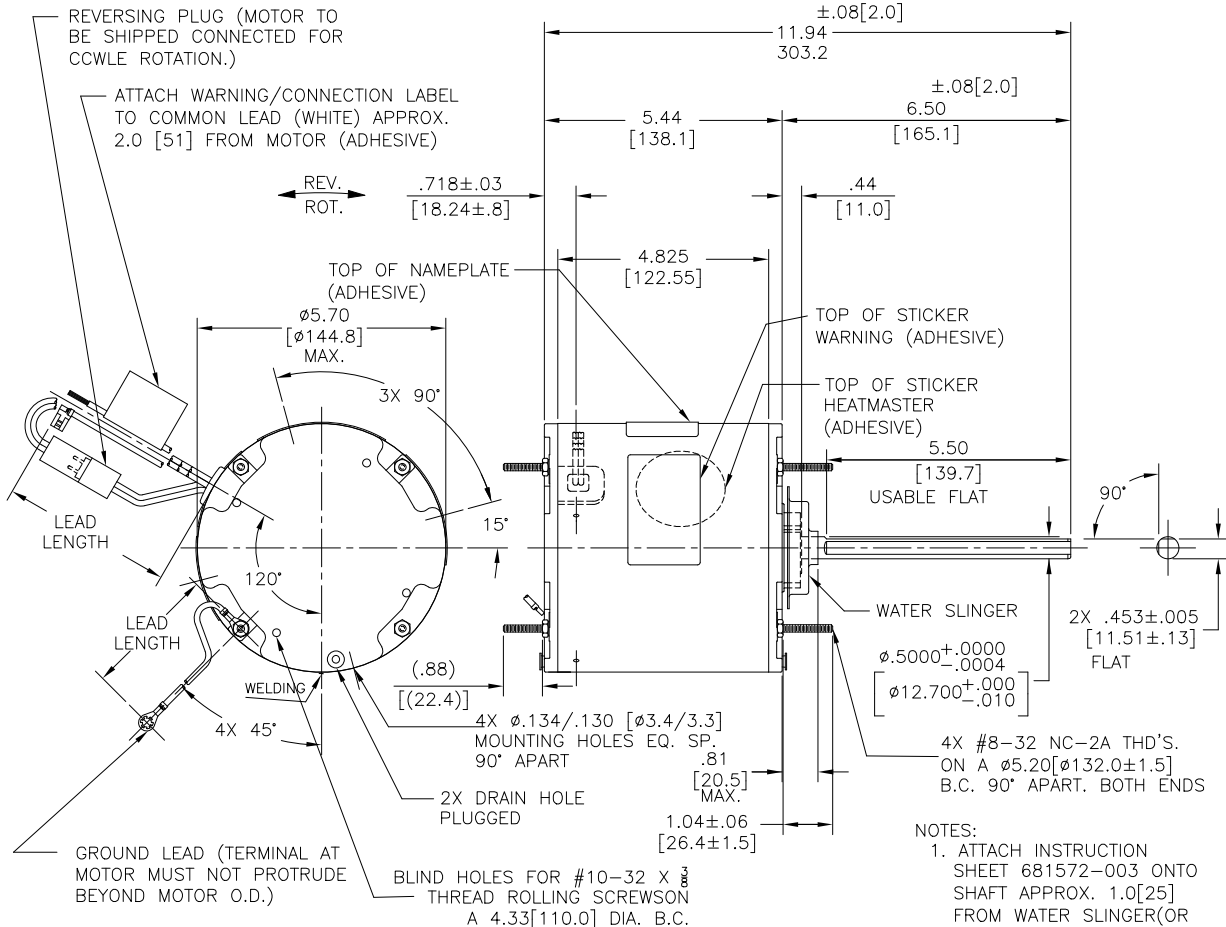 REVERSING PLUG (MOTOR TO
BE SHIPPED CONNECTED FOR
CCWLE ROTATION.)
ATTACH WARNING/CONNECTION LABEL
TO COMMON LEAD (WHITE) APPROX.
2.0 [51] FROM MOTOR (ADHESIVE)
±.08[2.0]
11.94
303.2
±.08[2.0]
5.44
[138.1]
6.50
[165.1]
REV.
ROT.
.718±.03
[18.24±.8]
.44
[11.0]
4.825
[122.55]
TOP OF NAMEPLATE
(ADHESIVE)
ø5.70
[ø144.8]
MAX.
3X 90°
TOP OF STICKER
WARNING (ADHESIVE)
TOP OF STICKER
HEATMASTER
(ADHESIVE)
5.50
[139.7]
USABLE FLAT
90°
15°
LEAD
LENGTH
120°
LEAD
LENGTH
WATER SLINGER
2X .453±.005
[11.51±.13]
FLAT
ø.5000+.0000
-.0004
[ø12.700+.000
-.010]
(.88)
[(22.4)]
WELDING
4X 45°
4X ø.134/.130 [ø3.4/3.3]
MOUNTING HOLES EQ. SP.
90° APART
.81
[20.5]
MAX.
1.04±.06
[26.4±1.5]
4X #8-32 NC-2A THD'S.
ON A ø5.20[ø132.0±1.5]
B.C. 90° APART. BOTH ENDS
2X DRAIN HOLE
PLUGGED
GROUND LEAD (TERMINAL AT
MOTOR MUST NOT PROTRUDE
BEYOND MOTOR O.D.)
BLIND HOLES FOR #10-32 X 3/8
THREAD ROLLING SCREWSON
A 4.33[110.0] DIA. B.C.
NOTES:
1. ATTACH INSTRUCTION
SHEET 681572-003 ONTO
SHAFT APPROX. 1.0[25]
FROM WATER SLINGER(OR